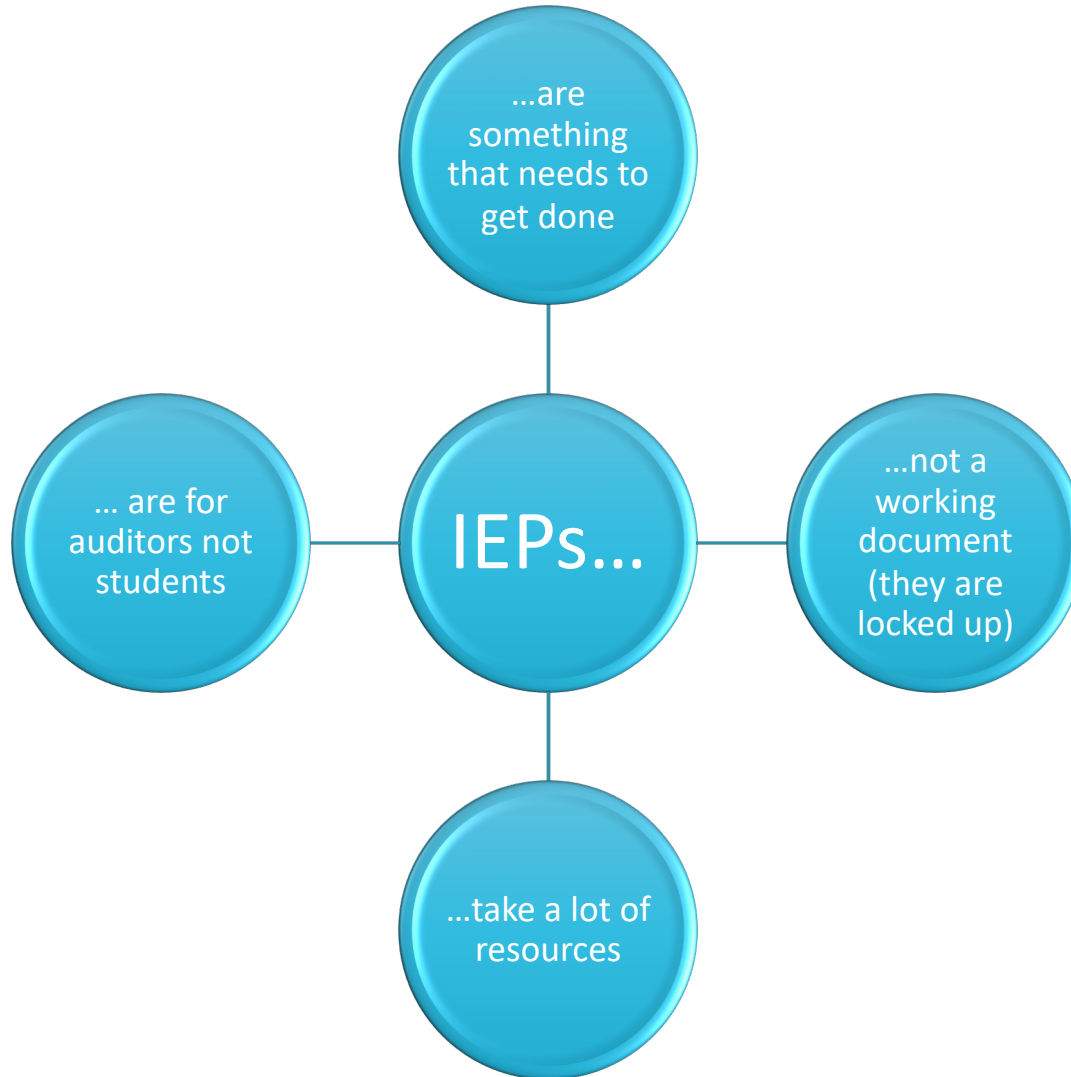 ...are
something
that needs to
get done
... are for
auditors not
students
IEPs...
...not a
working
document
(they are
locked up)
...take a lot of
resources